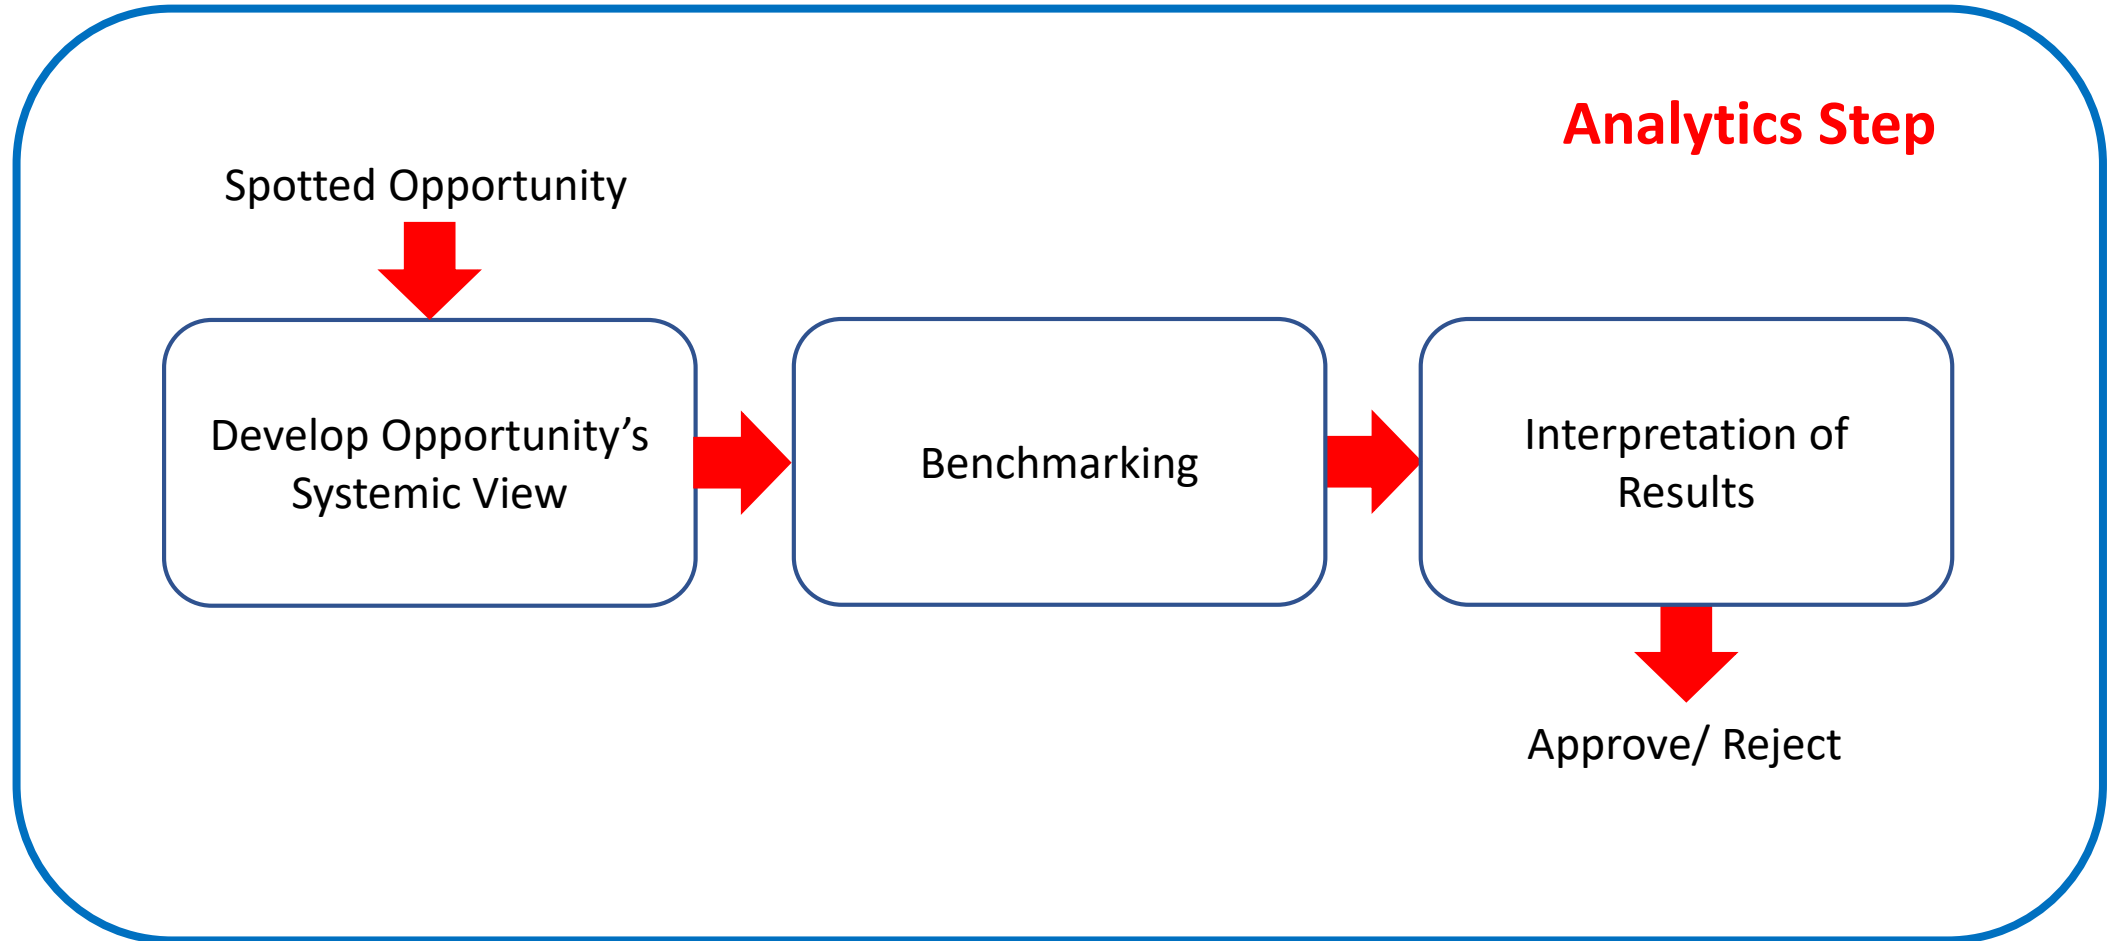 Analytics Step
Spotted Opportunity
Develop Opportunity’s
Systemic View
Benchmarking
Interpretation of
Results
Approve/ Reject